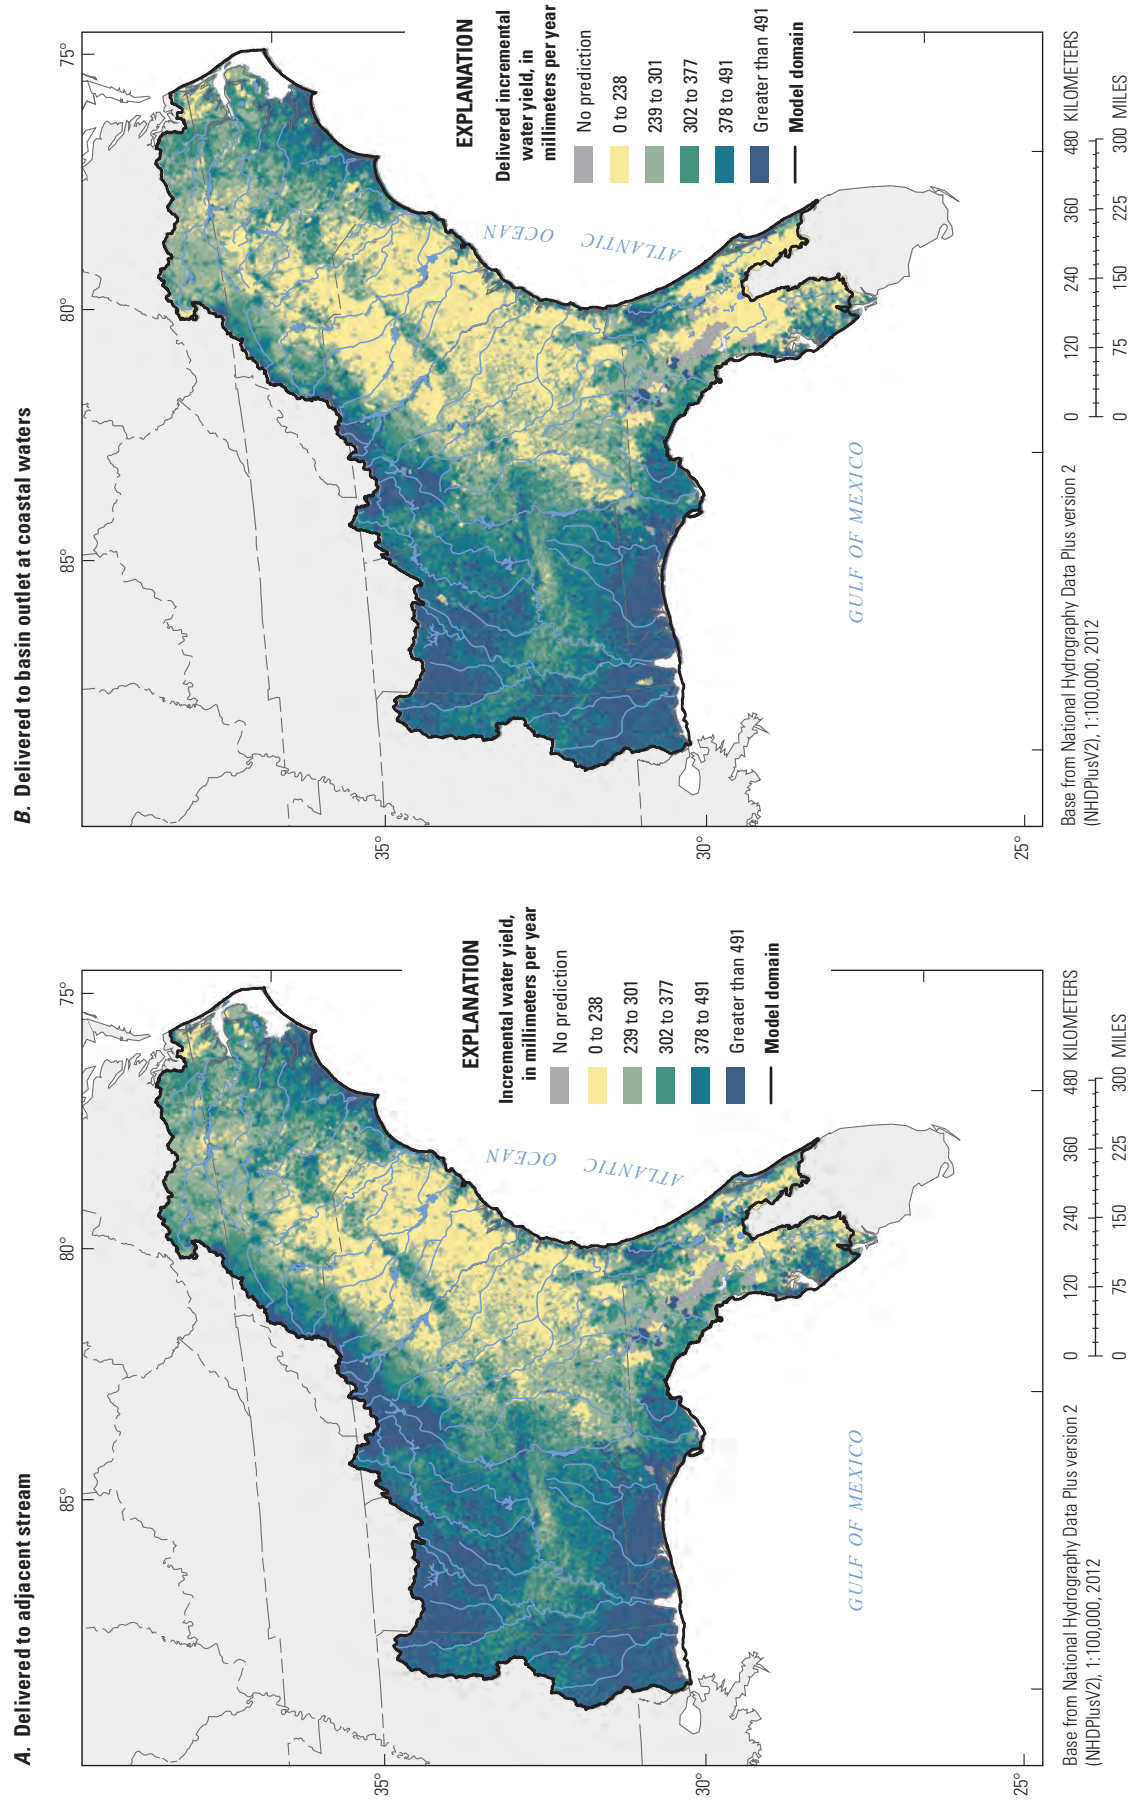 A. Delivered to adjacent stream
85°
80°
75°
35°
30°
25°
ATLANTIC OCEAN
GULF OF MEXICO
EXPLANATION
Incremental water yield,
in millimeters per year
No prediction
0 to 238
239 to 301
302 to 377
378 to 491
Greater than 491
Model domain
Base from National Hydrography Data Plus version 2
(NHDPlusV2), 1:100,000, 2012
0 120 240 360 480 KILOMETERS
0 75 150 225 300 MILES
B. Delivered to basin outlet at coastal waters
85°
80°
75°
35°
30°
25°
ATLANTIC OCEAN
GULF OF MEXICO
EXPLANATION
Delivered incremental
water yield, in
millimeters per year
No prediction
0 to 238
239 to 301
302 to 377
378 to 491
Greater than 491
Model domain
Base from National Hydrography Data Plus version 2
(NHDPlusV2), 1:100,000, 2012
0 120 240 360 480 KILOMETERS
0 75 150 225 300 MILES